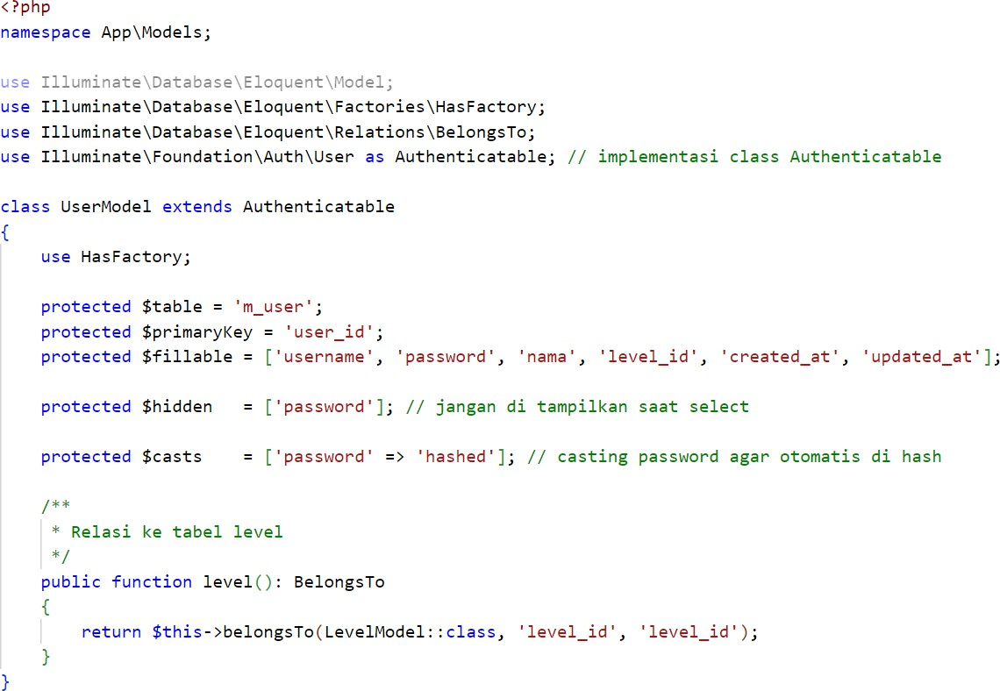 <?php
namespace App\Models;

use Illuminate\Database\Eloquent\Model;
use Illuminate\Database\Eloquent\Factories\HasFactory;
use Illuminate\Database\Eloquent\Relations\BelongsTo;
use Illuminate\Foundation\Auth\User as Authenticatable; // implementasi class Authenticatable

class UserModel extends Authenticatable
{
    use HasFactory;

    protected $table = 'm_user';
    protected $primaryKey = 'user_id';
    protected $fillable = ['username', 'password', 'nama', 'level_id', 'created_at', 'updated_at'];

    protected $hidden   = ['password']; // jangan di tampilkan saat select

    protected $casts    = ['password' => 'hashed']; // casting password agar otomatis di hash

    /**
     * Relasi ke tabel level
     */
    public function level(): BelongsTo
    {
        return $this->belongsTo(LevelModel::class, 'level_id', 'level_id');
    }
}